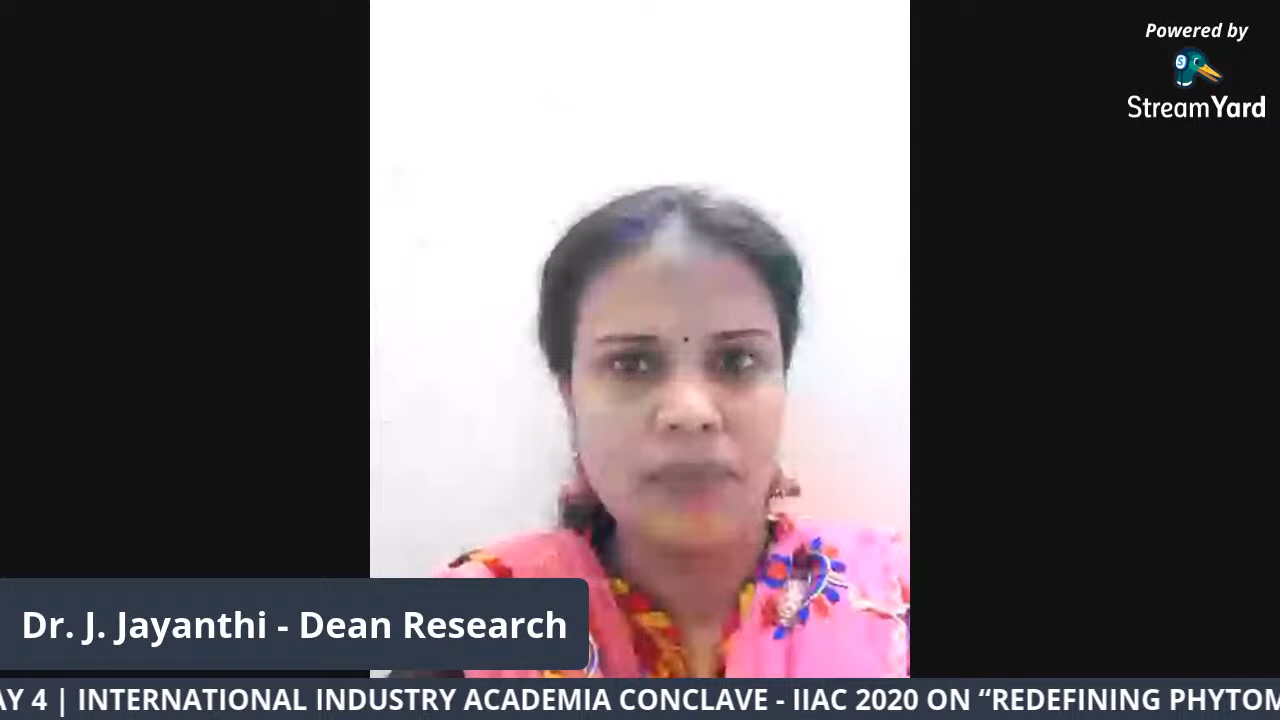 Powered by
StreamYard
Dr. J. Jayanthi - Dean Research
AY 4 | INTERNATIONAL INDUSTRY ACADEMIA CONCLAVE - IIAC 2020 ON “REDEFINING PHYTOM